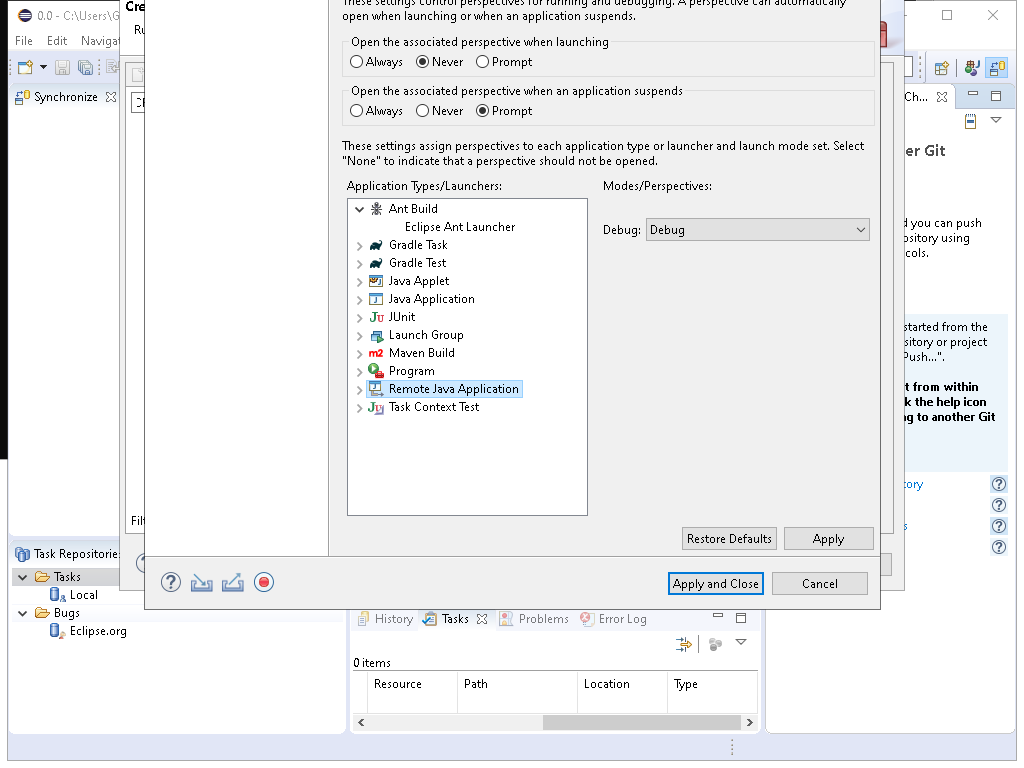 0.0 - C:\Users\G
File Edit Navigat
Synchronize
Cre
Ru
These settings control perspectives for running and debugging. A perspective can automatically
open when launching or when an application suspends.
Open the associated perspective when launching
Always Never Prompt
Open the associated perspective when an application suspends
Always Never Prompt
These settings assign perspectives to each application type or launcher and launch mode set. Select
"None" to indicate that a perspective should not be opened.
Application Types/Launchers:
Modes/Perspectives:
Ant Build
Eclipse Ant Launcher
Gradle Task
Gradle Test
Java Applet
Java Application
JUnit
Launch Group
Maven Build
Program
Remote Java Application
Task Context Test
Debug: Debug
Restore Defaults Apply
Apply and Close Cancel
Filt
Ch...
er Git
d you can push
ository using
cols.
started from the
sitory or project
Push...".
t from within
k the help icon
ng to another Git
tory
s
Task Repositories
Tasks
Local
Bugs
Eclipse.org
History Tasks Problems Error Log
0 items
Resource Path Location Type